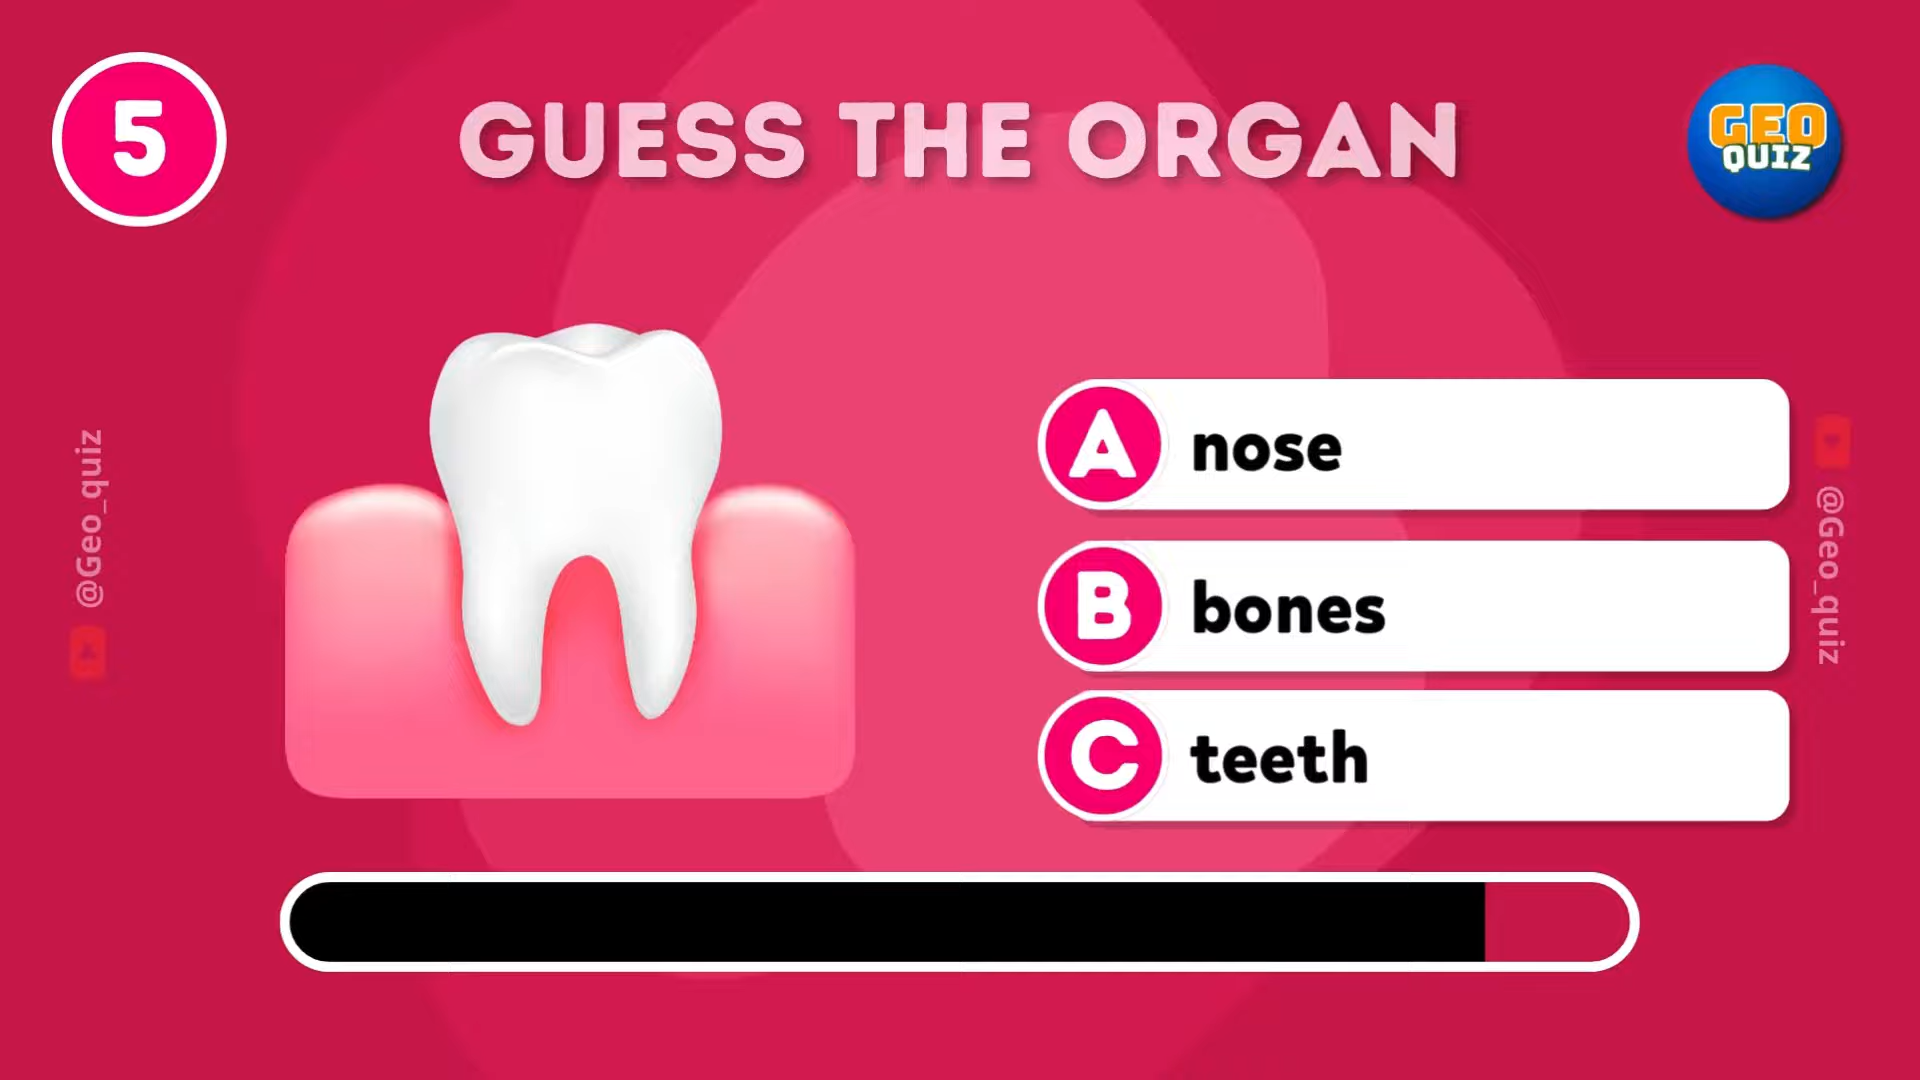 5
GUESS THE ORGAN
GEO
QUIZ
@Geo_quiz
A nose
B bones
C teeth
@Geo_quiz